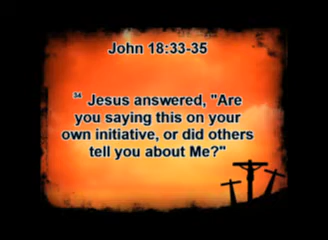 John 18:33-35
34 Jesus answered, "Are
you saying this on your
own initiative, or did others
tell you about Me?"